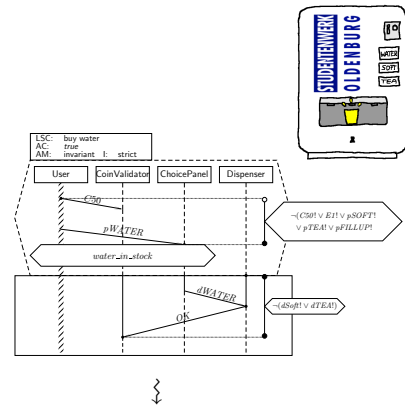 STUDENTENWERK
OLDENBURG
WATER
SOFT
TEA
LSC: buy water
AC: true
AM: invariant I: strict
User
CoinValidator
ChoicePanel
Dispenser
C50
pWATER
¬(C50! ∨ E1! ∨ pSOFT!
∨ pTEA! ∨ pFILLUP!
water_in_stock
dWATER
¬(dSoft! ∨ dTEA!)
OK